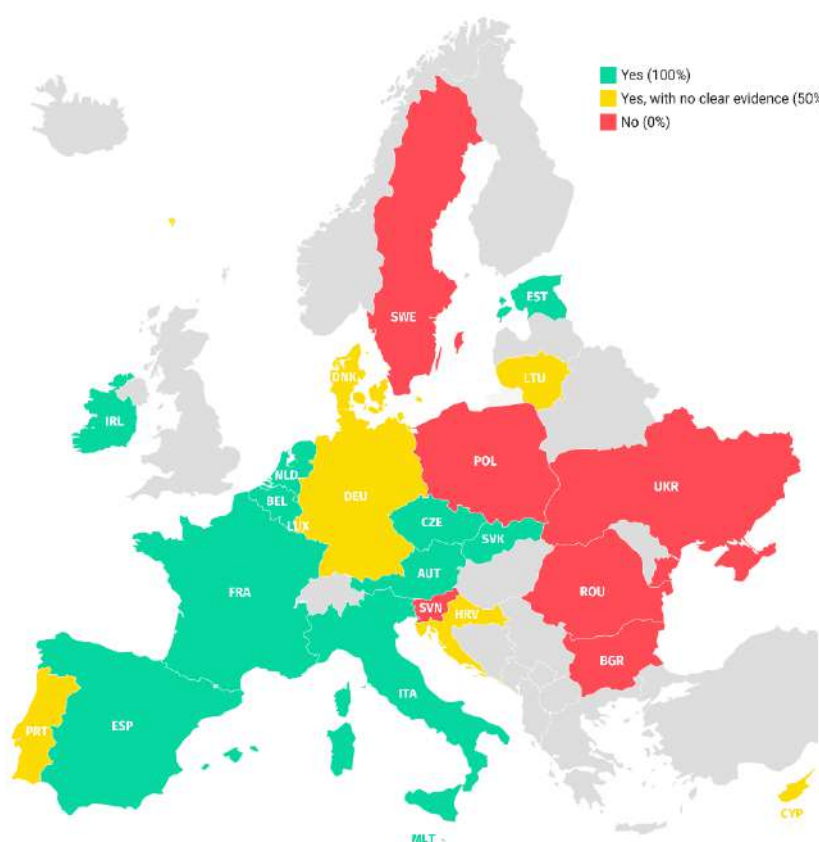 Yes (100%)
Yes, with no clear evidence (50%
No (0%)
SWE
EST
DNK
LTU
IRL
NLD
POL
BEL
DEU
UKR
LUX
CZE
SVK
AUT
FRA
SVN
HRV
ROU
BGR
ITA
PRT
ESP
CYP
MLT